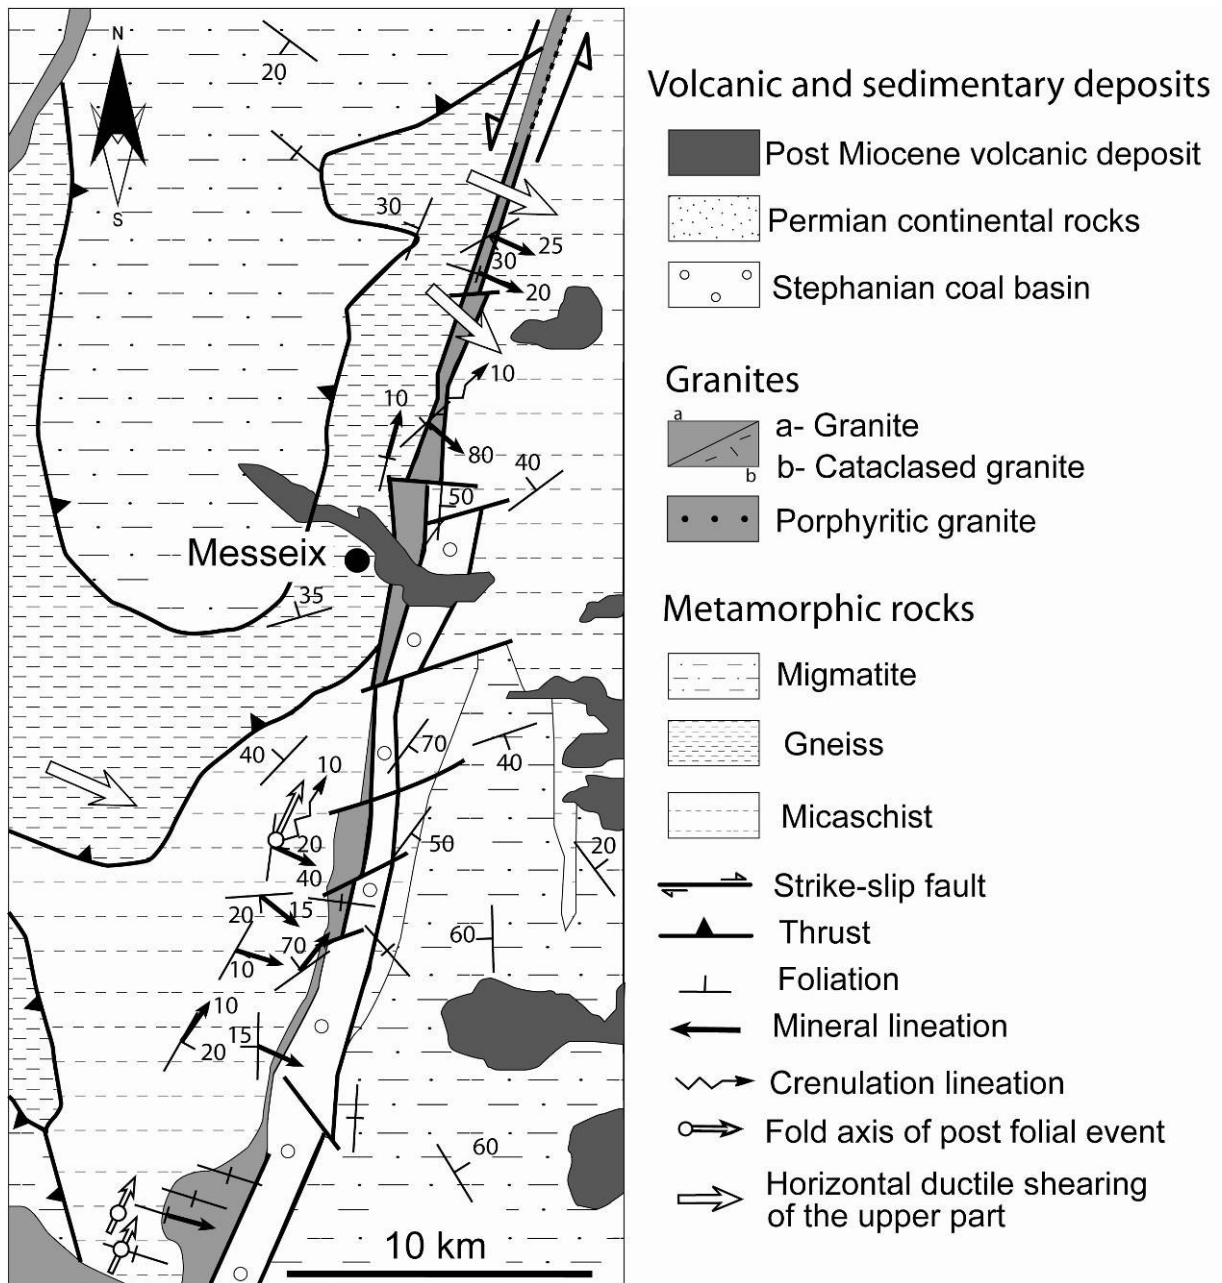 N
S
20
30
25
30
20
10
10
80
40
50
Messeix
35
70
40
40
10
20
50
20
40
20
15
60
70
10
10
15
20
60
10 km
Volcanic and sedimentary deposits
Post Miocene volcanic deposit
Permian continental rocks
Stephanian coal basin
Granites
a
a- Granite
b- Cataclased granite
b
Porphyritic granite
Metamorphic rocks
Migmatite
Gneiss
Micaschist
Strike-slip fault
Thrust
Foliation
Mineral lineation
Crenulation lineation
Fold axis of post folial event
Horizontal ductile shearing
of the upper part